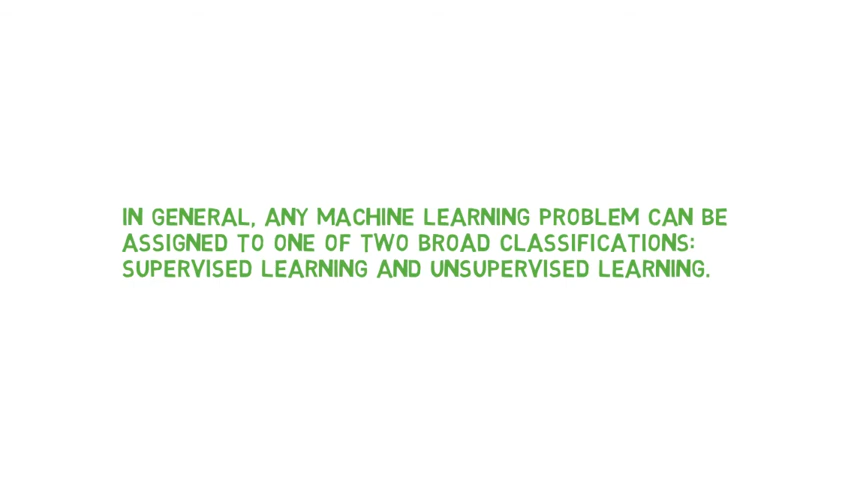 IN GENERAL, ANY MACHINE LEARNING PROBLEM CAN BE
ASSIGNED TO ONE OF TWO BROAD CLASSIFICATIONS:
SUPERVISED LEARNING AND UNSUPERVISED LEARNING.